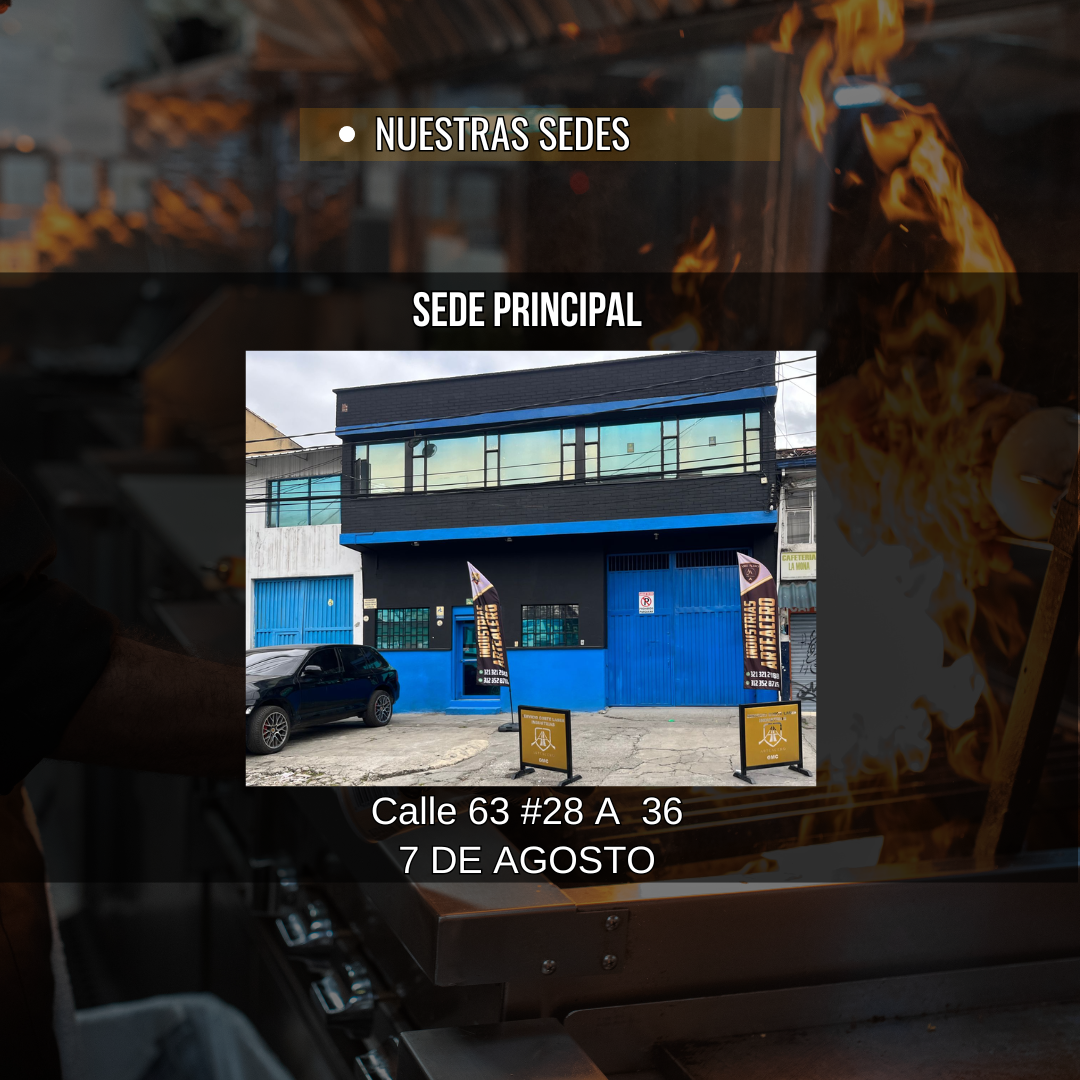 NUESTRAS SEDES
SEDE PRINCIPAL
CAFETERIA
LA MONA
INDUSTRIAS
ARTEACERO
INDUSTRIAS
ARTEACERO
Calle 63 #28 A 36
7 DE AGOSTO